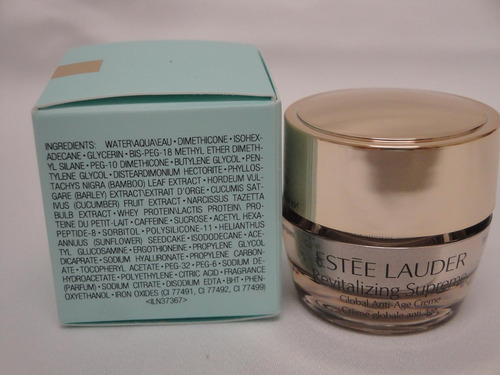 INGREDIENTS: WATER\AQUA\EAU • DIMETHICONE • ISOHEX-
ADECANE • GLYCERIN • BIS-PEG-18 METHYL ETHER DIMETH-
YL SILANE • PEG-10 DIMETHICONE • BUTYLENE GLYCOL • PEN-
TYLENE GLYCOL • DISTEARDIMONIUM HECTORITE • PHYLLOS-
TACHYS NIGRA (BAMBOO) LEAF EXTRACT • HORDEUM VUL-
GARE (BARLEY) EXTRACT\EXTRAIT D'ORGE • CUCUMIS SAT-
IVUS (CUCUMBER) FRUIT EXTRACT • NARCISSUS TAZETTA
BULB EXTRACT • WHEY PROTEIN\LACTIS PROTEIN\ PROTÉ-
TEINE DU PETIT-LAIT • CAFFEINE • SUCROSE • ACETYL HEXA-
PEPTIDE-8 • SORBITOL • POLYSILICONE-11 • HELIANTHUS
ANNUUS (SUNFLOWER) SEEDCAKE • ISODODECANE • ACE-
TYL GLUCOSAMINE • ERGOTHIONEINE • PROPYLENE GLYCOL
DICAPRATE • SODIUM HYALURONATE • PROPYLENE CARBON-
ATE • TOCOPHERYL ACETATE • PEG-32 • PEG-6 • SODIUM DE-
HYDROACETATE • POLYETHYLENE • CITRIC ACID • FRAGRANCE
(PARFUM) • SODIUM CITRATE • DISODIUM EDTA • BHT • PHEN-
OXYETHANOL • IRON OXIDES (CI 77491, CI 77492, CI 77499)
<ILN37367>
ESTĒE LAUDER
Revitalizing Supreme
Global Anti-Age Creme
Crème globale anti-âge